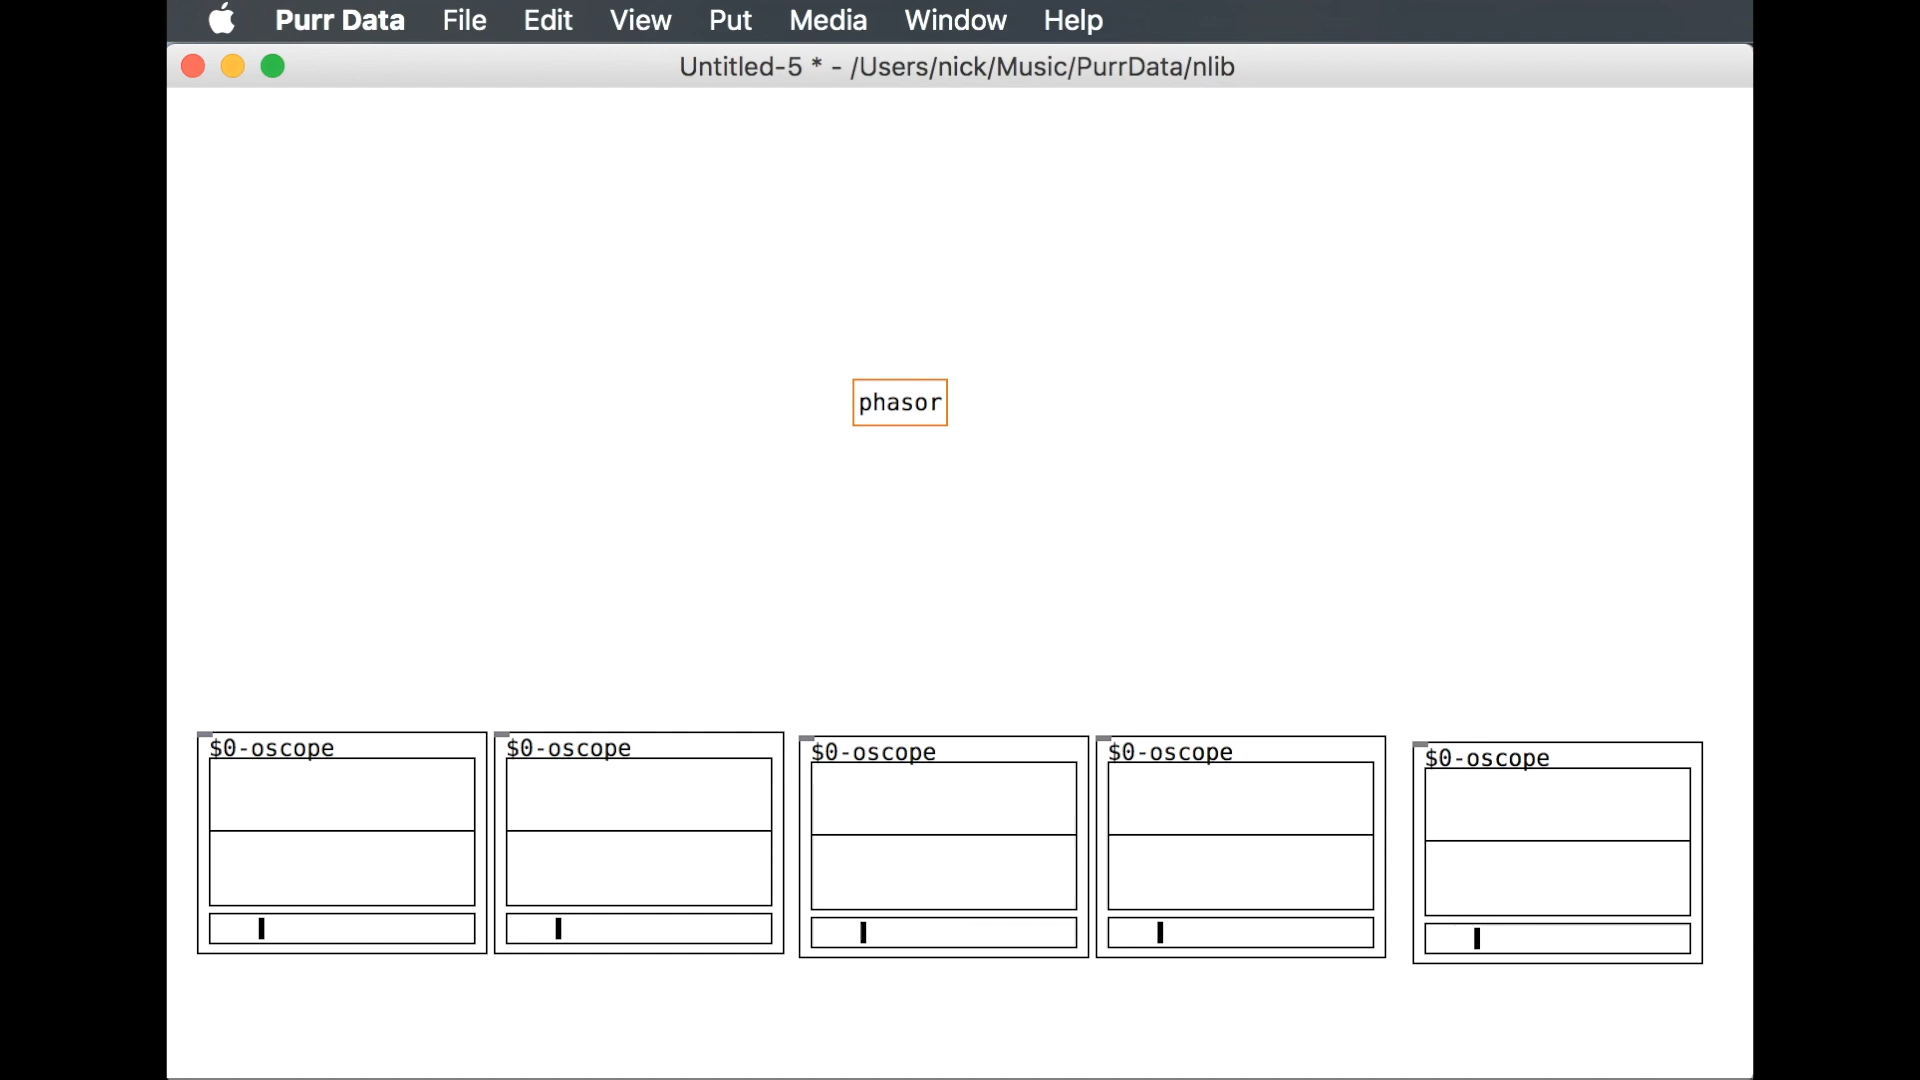 Purr Data File Edit View Put Media Window Help
Untitled-5 * - /Users/nick/Music/PurrData/nlib
phasor
$0-oscope $0-oscope $0-oscope $0-oscope $0-oscope